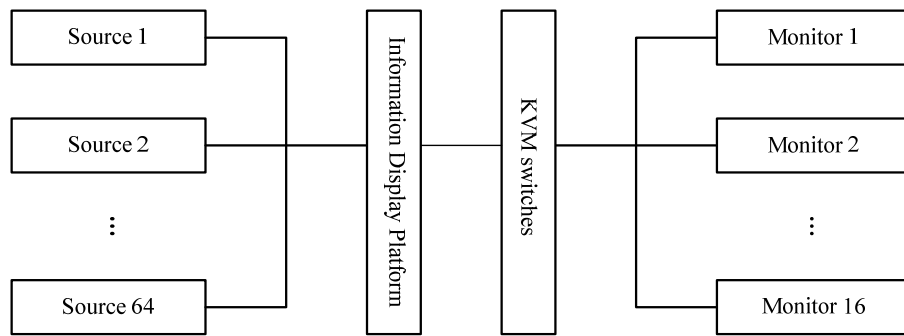 Source 1
Source 2
⋮
Source 64
Information Display Platform
KVM switches
Monitor 1
Monitor 2
⋮
Monitor 16